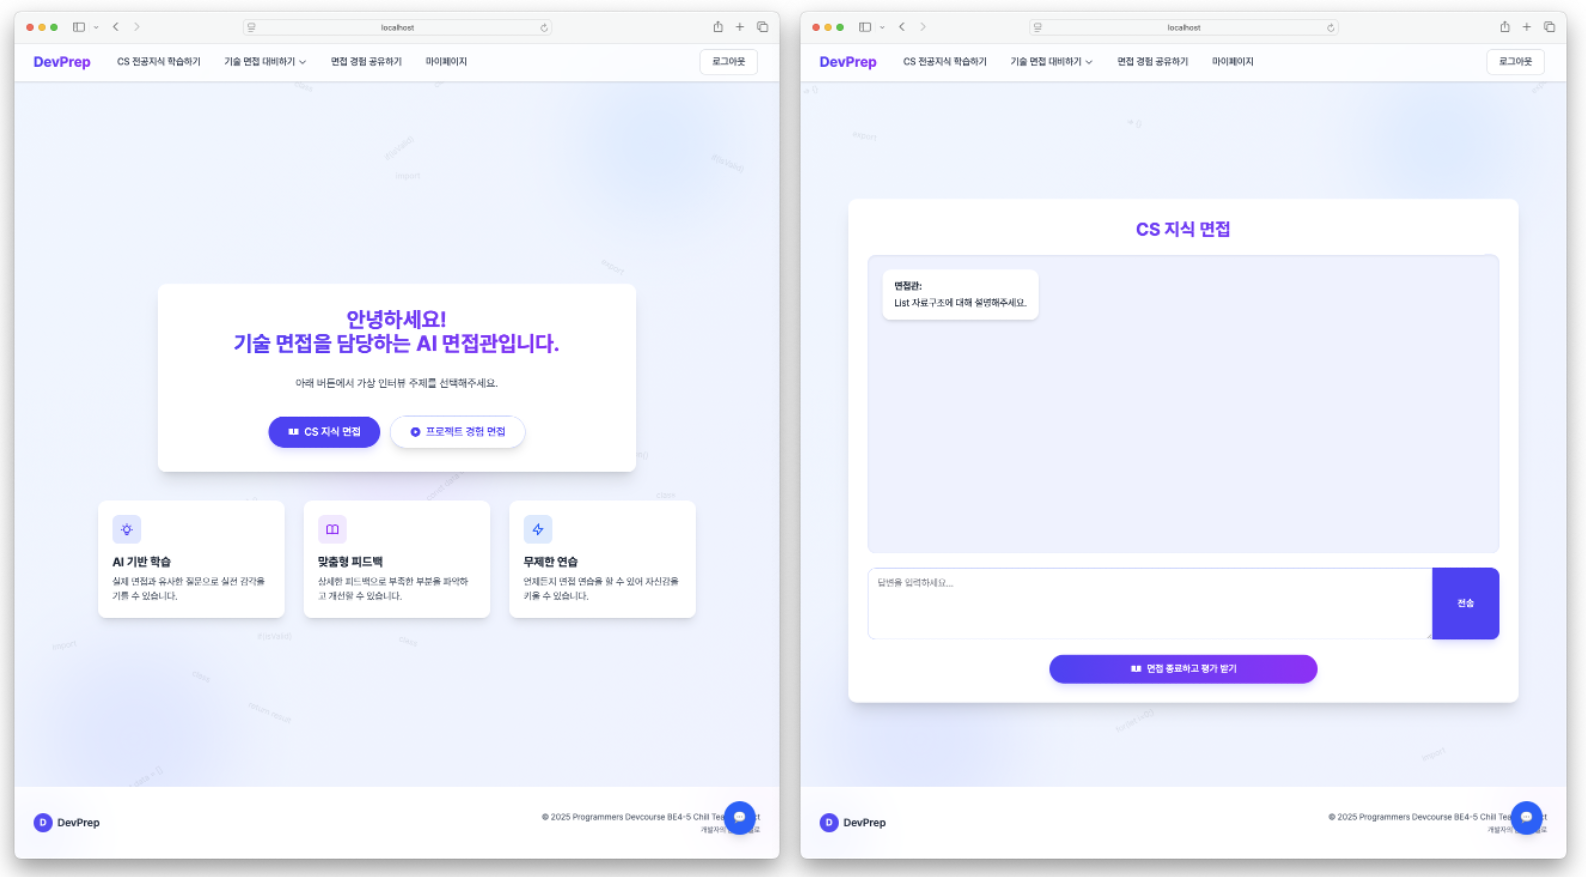 localhost
DevPrep
CS 전공지식 학습하기
기술 면접 대비하기
면접 경험 공유하기
마이페이지
로그아웃
안녕하세요!
기술 면접을 담당하는 AI 면접관입니다.
아래 버튼에서 가상 인터뷰 주제를 선택해주세요.
CS 지식 면접
프로젝트 경험 면접
AI 기반 학습
실제 면접과 유사한 질문으로 실전 감각을
기를 수 있습니다.
맞춤형 피드백
상세한 피드백으로 부족한 부분을 파악하
고 개선할 수 있습니다.
무제한 연습
언제든지 면접 연습을 할 수 있어 자신감을
키울 수 있습니다.
import
import
if(isValid)
class
import
class
return result
D DevPrep
© 2025 Programmers Devcourse BE4-5 Chill
개발자의
localhost
DevPrep
CS 전공지식 학습하기
기술 면접 대비하기
면접 경험 공유하기
마이페이지
로그아웃
import
CS 지식 면접
면접관:
List 자료구조에 대해 설명해주세요.
답변을 입력하세요...
전송
면접 종료하고 평가 받기
import
D DevPrep
© 2025 Programmers Devcourse BE4-5 Chill
개발자의